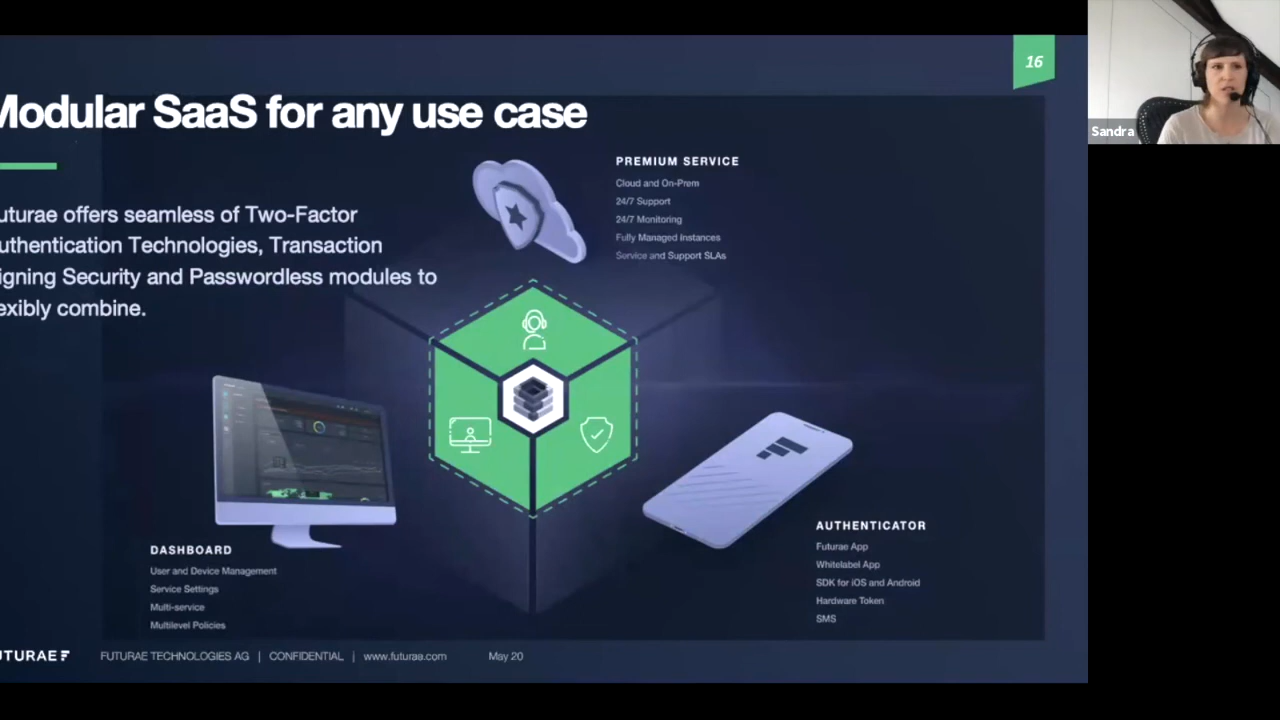 16
Modular SaaS for any use case
uturae offers seamless of Two-Factor
uthentication Technologies, Transaction
igning Security and Passwordless modules to
exibly combine.
PREMIUM SERVICE
Cloud and On-Prem
24/7 Support
24/7 Monitoring
Fully Managed Instances
Service and Support SLAs
Sandra
DASHBOARD
User and Device Management
Service Settings
Multi-service
Multilevel Policies
AUTHENTICATOR
Futurae App
Whitelabel App
SDK for iOS and Android
Hardware Token
SMS
UTURAE
FUTURAE TECHNOLOGIES AG | CONFIDENTIAL | www.futurae.com May 20